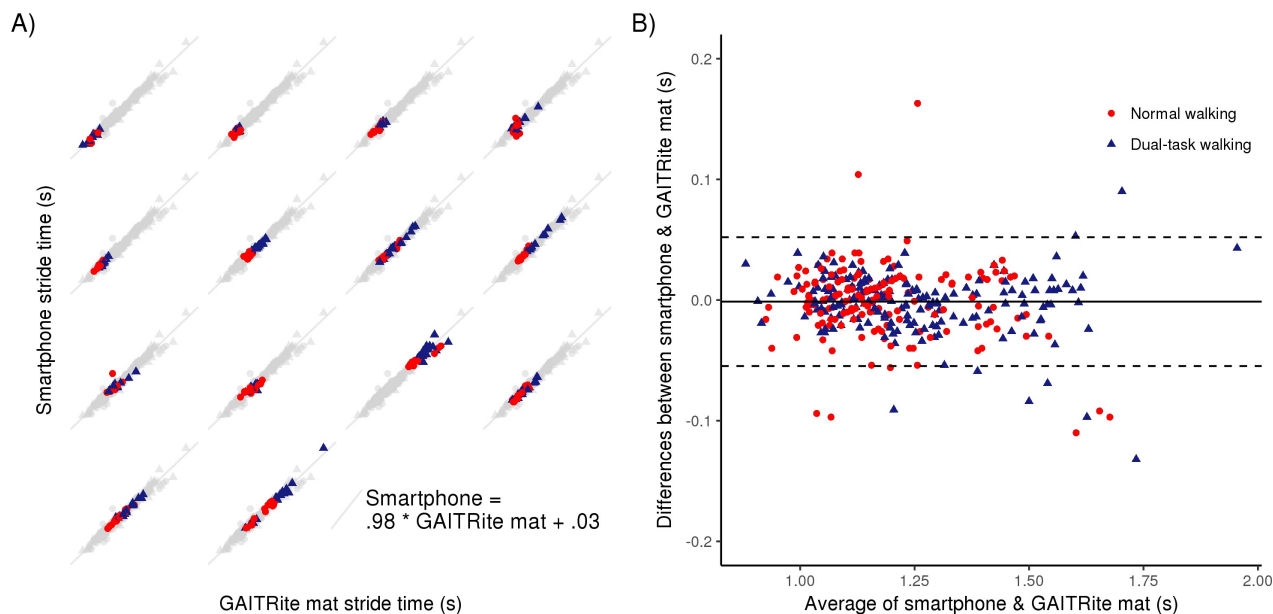 A)
Smartphone stride time (s)
Smartphone =
.98 * GAITRite mat + .03
GAITRite mat stride time (s)
B)
Differences between smartphone & GAITRite mat (s)
0.2
0.1
0.0
-0.1
-0.2
Normal walking
Dual-task walking
1.00
1.25
1.50
1.75
2.00
Average of smartphone & GAITRite mat (s)